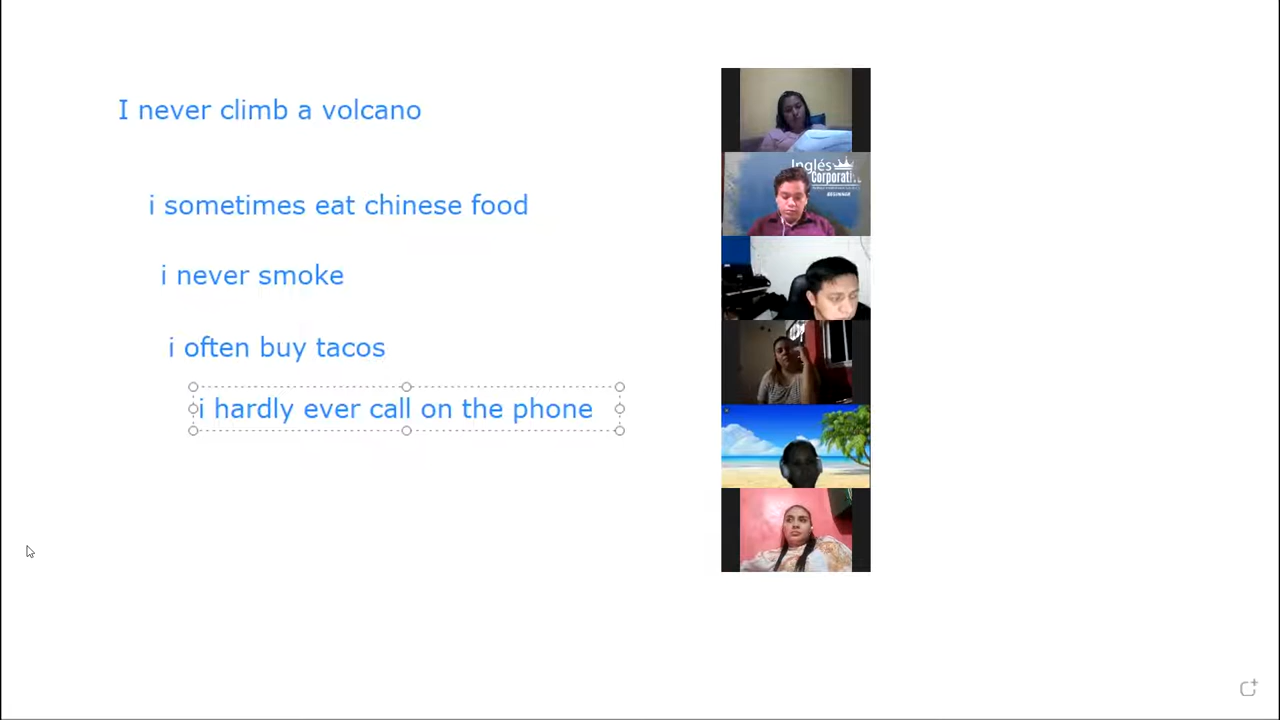 I never climb a volcano
Inglés
Corporati
BEGINNER
i sometimes eat chinese food
i never smoke
i often buy tacos
i hardly ever call on the phone